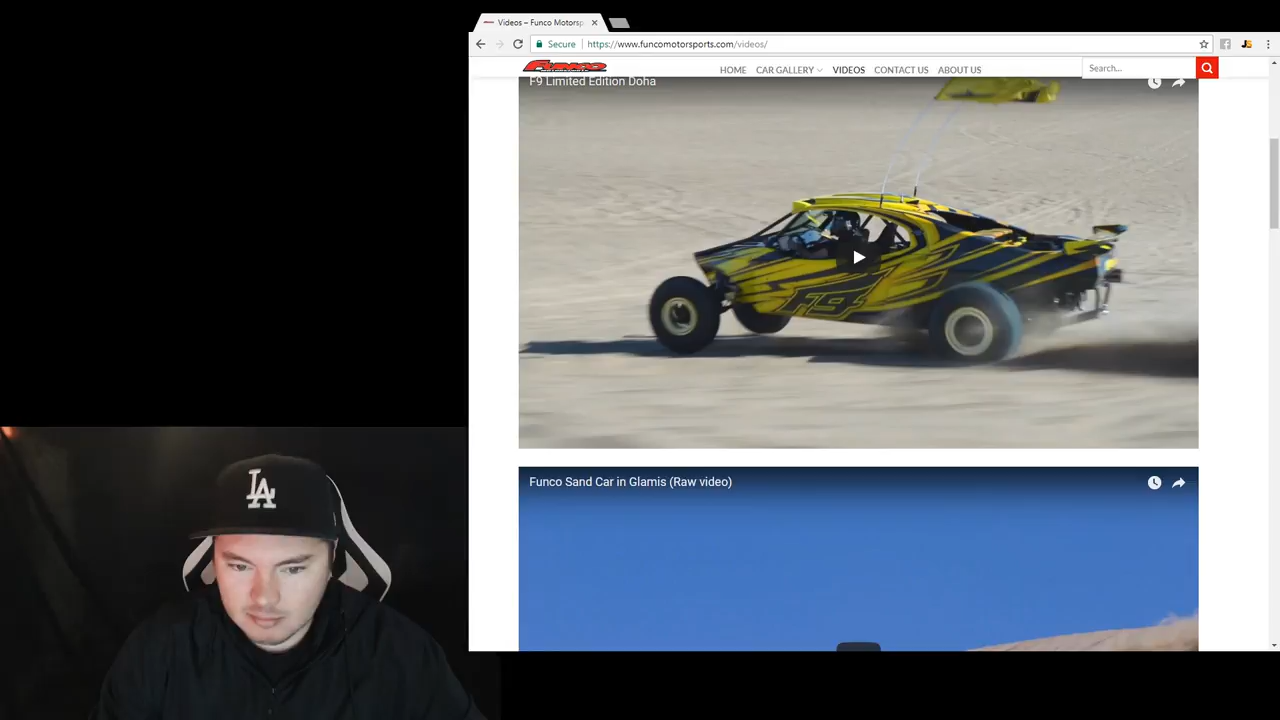 Videos – Funco Motorsp
Secure
https://www.funcomotorsports.com/videos/
FUNCO
HOME CAR GALLERY VIDEOS CONTACT US ABOUT US
Search...
F9 Limited Edition Doha
F9
Funco Sand Car in Glamis (Raw video)
LA